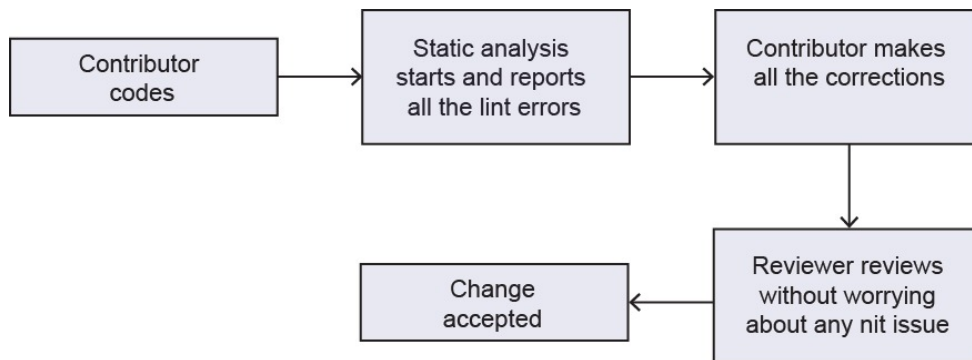 Contributor
codes
Static analysis
starts and reports
all the lint errors
Contributor makes
all the corrections
Reviewer reviews
without worrying
about any nit issue
Change
accepted